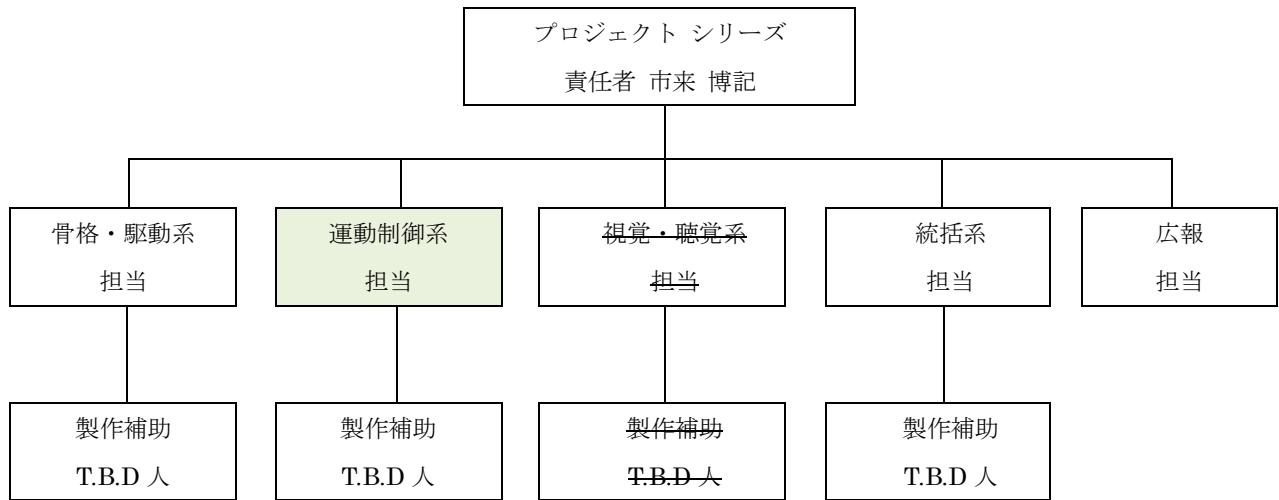 プロジェクト シリーズ
責任者 市来 博記
骨格・駆動系
担当
運動制御系
担当
視覚・聴覚系
担当
統括系
担当
広報
担当
製作補助
T.B.D 人
製作補助
T.B.D 人
製作補助
T.B.D 人
製作補助
T.B.D 人